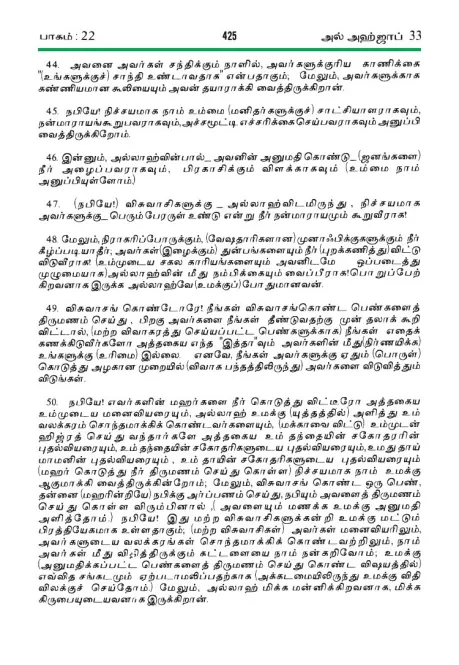 பாகம் : 22 425 அல் அஹ்ஜாப் 33
44. அவனை அவர்கள் சந்திக்கும் நாளில், அவர்களுக்குரிய காணிக்கை
"(உங்களுக்குச்) சாந்தி உண்டாவதாக" என்பதாகும்; மேலும், அவர்களுக்காக
கண்ணியமான கூலியையும் அவன் தயாராக்கி வைத்திருக்கிறான்.
45. நபியே! நிச்சயமாக நாம் உம்மை (மனிதர்களுக்குச்) சாட்சியாளராகவும்,
நன்மாராயங்கூறுபவராகவும், அச்சமூட்டி எச்சரிக்கை செய்பவராகவும் அனுப்பி
வைத்திருக்கிறோம்.
46. இன்னும், அல்லாஹ்வின்பால்_ அவனின் அனுமதி கொண்டு_ (ஜனங்களை)
நீர் அழைப்பவராகவும், பிரகாசிக்கும் விளக்காகவும் (உம்மை நாம்
அனுப்பியுள்ளோம்.)
47. (நபியே!) விசுவாசிகளுக்கு _ அல்லாஹ்விடமிருந்து, நிச்சயமாக
அவர்களுக்கு_ பெரும்பேரருள் உண்டு என்று நீர் நன்மாராயமும் கூறுவீராக!
48. மேலும், நிராகரிப்போருக்கும், (வேஷதாரிகளான) முனாஃபிக்குகளுக்கும் நீர்
கீழ்ப்படியாதீர்; அவர்கள் (இழைக்கும்) துன்பங்களையும் நீர் (புறக்கணித்து) விட்டு
விடுவீராக! (உம்முடைய சகல காரியங்களையும் அவனிடமே ஒப்படைத்து
முழுமையாக) அல்லாஹ்வின் மீது நம்பிக்கையும் வைப்பீராக! பொறுப்பேற்
கிறவனாக இருக்க அல்லாஹ்வே (உமக்குப்) போதுமானவன்.
49. விசுவாசங் கொண்டோரே! நீங்கள் விசுவாசங்கொண்ட பெண்களைத்
திருமணம் செய்து, பிறகு அவர்களை நீங்கள் தீண்டுவதற்கு முன் தலாக் கூறி
விட்டால், (மற்ற விவாகரத்து செய்யப்பட்ட பெண்களுக்காக) நீங்கள் எதைக்
கணக்கிடுவீர்களோ அத்தகைய எந்த "இத்தா"வும் அவர்களின் மீது (நிர்ணயிக்க)
உங்களுக்கு (உரிமை) இல்லை. எனவே, நீங்கள் அவர்களுக்கு ஏதும் (பொருள்)
கொடுத்து அழகான முறையில் (விவாக பந்தத்திலிருந்து) அவர்களை விடுவித்தும்
விடுங்கள்.
50. நபியே! எவர்களின் மஹர்களை நீர் கொடுத்து விட்டீரோ அத்தகைய
உம்முடைய மனைவியரையும், அல்லாஹ் உமக்கு (யுத்தத்தில்) அளித்து உம்
வலக்கரம் சொந்தமாக்கிக் கொண்டவர்களையும், (மக்காவை விட்டு) உம்முடன்
ஹிஜ்ரத் செய்து வந்தார்களே அத்தகைய உம் தந்தையின் சகோதரரின்
புதல்வியரையும், உம் தந்தையின் சகோதரிகளுடைய புதல்வியரையும், உமது தாய்
மாமனின் புதல்வியரையும், உம் தாயின் சகோதரிகளுடைய புதல்வியரையும்
(மஹர் கொடுத்து நீர் திருமணம் செய்து கொள்ள) நிச்சயமாக நாம் உமக்கு
ஆகுமாக்கி வைத்திருக்கின்றோம்; மேலும், விசுவாசங் கொண்ட ஒரு பெண்,
தன்னை (மஹரின்றியே) நபிக்கு அர்ப்பணம் செய்து, நபியும் அவளைத் திருமணம்
செய்து கொள்ள விரும்பினால், (அவளையும் மணக்க உமக்கு அனுமதி
அளித்தோம்.) நபியே! இது மற்ற விசுவாசிகளுக்கன்றி உமக்கு மட்டும்
பிரத்தியேகமாக உள்ளதாகும்; (மற்ற விசுவாசிகள்) அவர்கள் மனைவியரிலும்,
அவர்களுடைய வலக்கரங்கள் சொந்தமாக்கிக் கொண்டவற்றிலும், நாம்
அவர்கள் மீது விதித்திருக்கும் கட்டளையை நாம் நன்கறிவோம்; உமக்கு
(அனுமதிக்கப்பட்ட பெண்களைத் திருமணம் செய்து கொண்ட விஷயத்தில்)
எவ்வித சங்கடமும் ஏற்படாமலிப்பதற்காக (அக்கடமையிலிருந்து உமக்கு விதி
விலக்குச் செய்தோம்.) மேலும், அல்லாஹ் மிக்க மன்னிக்கிறவனாக, மிக்க
கிருபையுடையவனாக இருக்கிறான்.